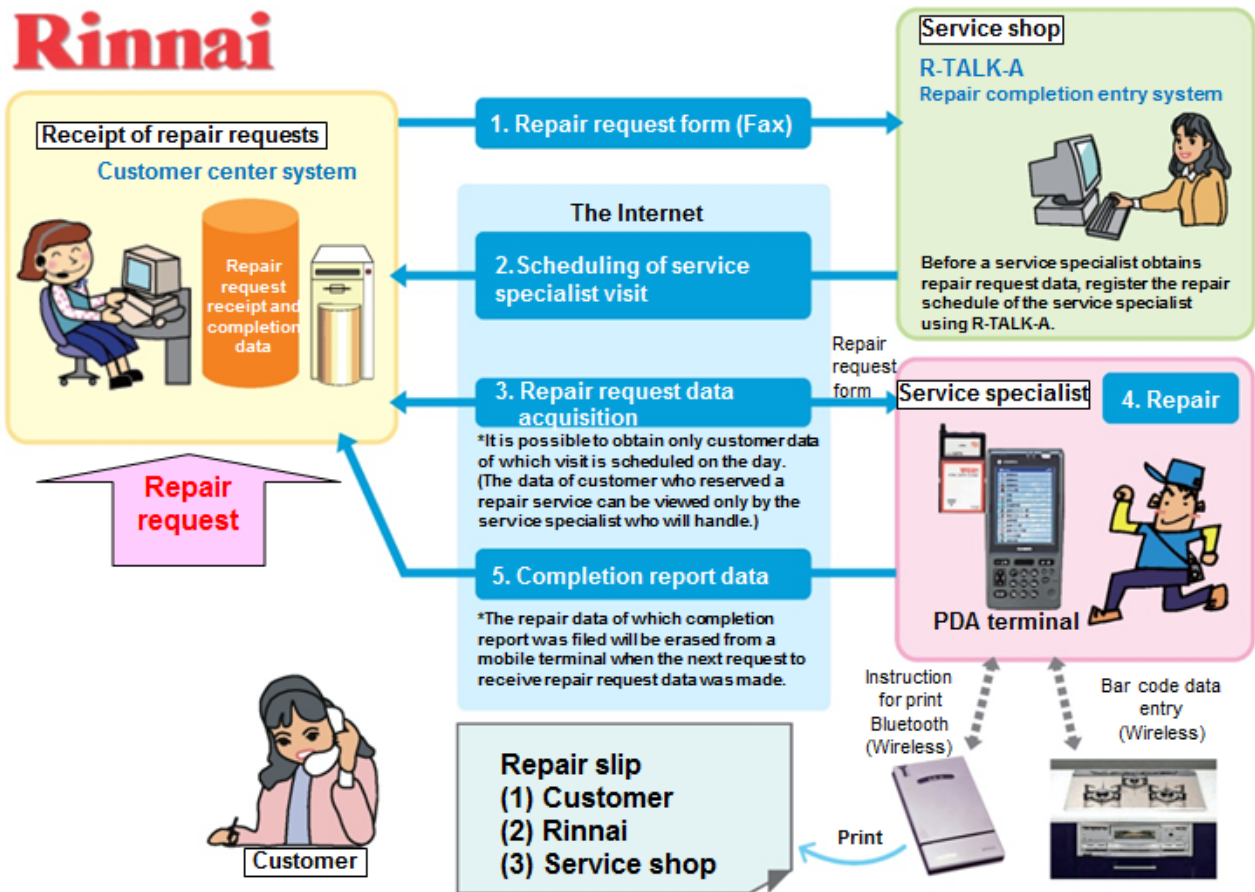 Rinnai
Receipt of repair requests
Customer center system
Repair
request
receipt and
completion
data
Repair
request
Customer
1. Repair request form (Fax)
The Internet
2. Scheduling of service
specialist visit
3. Repair request data
acquisition
*It is possible to obtain only customer data
of which visit is scheduled on the day.
(The data of customer who reserved a
repair service can be viewed only by the
service specialist who will handle.)
5. Completion report data
*The repair data of which completion
report was filed will be erased from a
mobile terminal when the next request to
receive repair request data was made.
Repair slip
(1) Customer
(2) Rinnai
(3) Service shop
Service shop
R-TALK-A
Repair completion entry system
Before a service specialist obtains
repair request data, register the repair
schedule of the service specialist
using R-TALK-A.
Repair
request
form
Service specialist
4. Repair
PDA terminal
Instruction
for print
Bluetooth
(Wireless)
Bar code data
entry
(Wireless)
Print